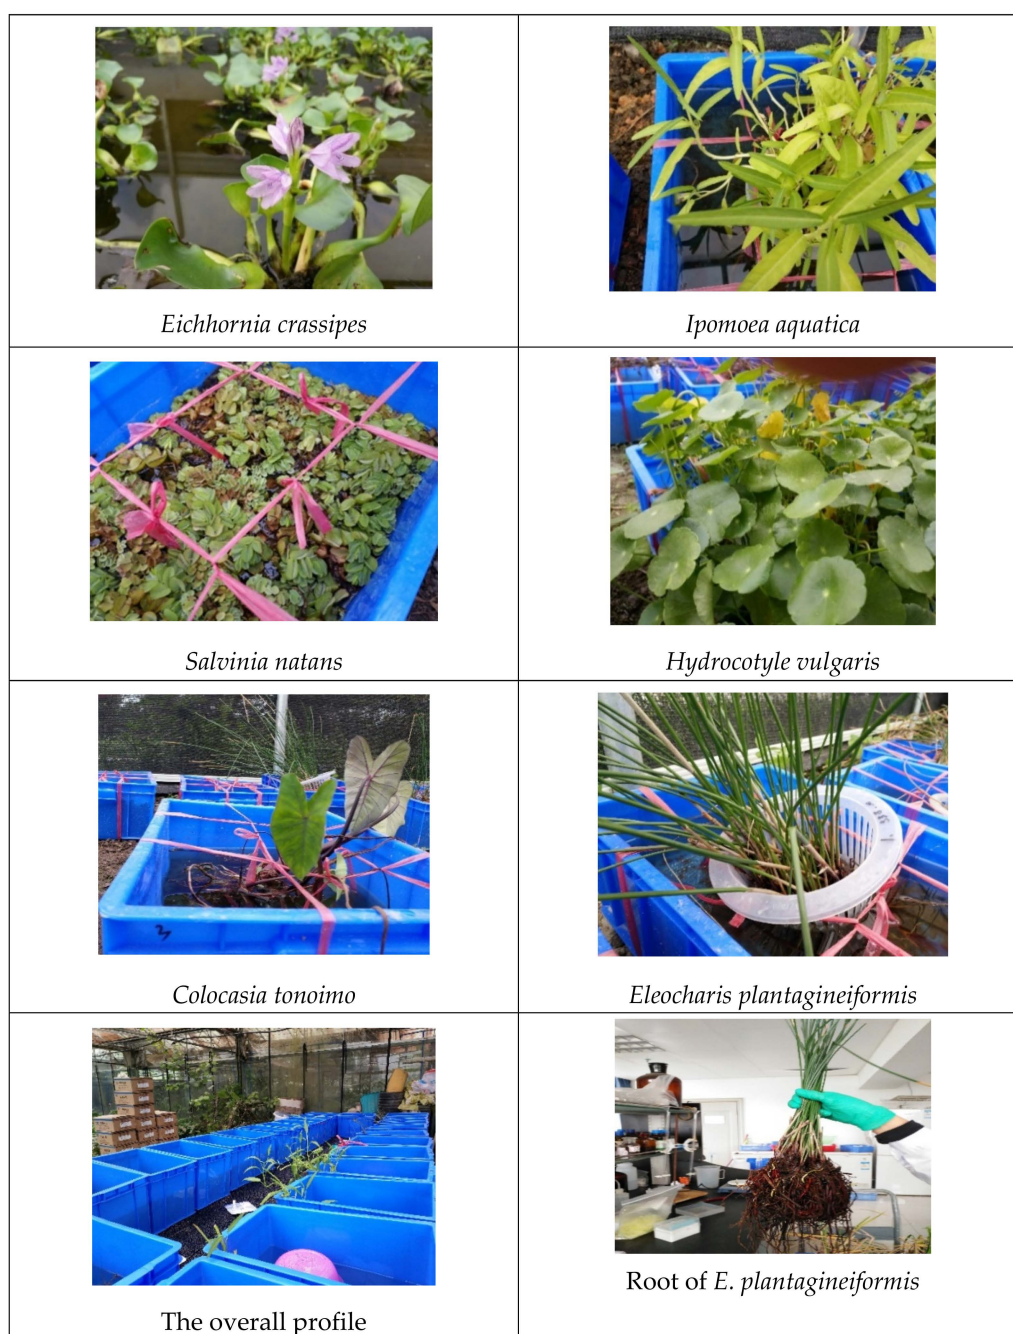 Eichhornia crassipes
Ipomoea aquatica
Salvinia natans
Hydrocotyle vulgaris
Colocasia tonoimo
Eleocharis plantagineiformis
The overall profile
Root of E. plantagineiformis